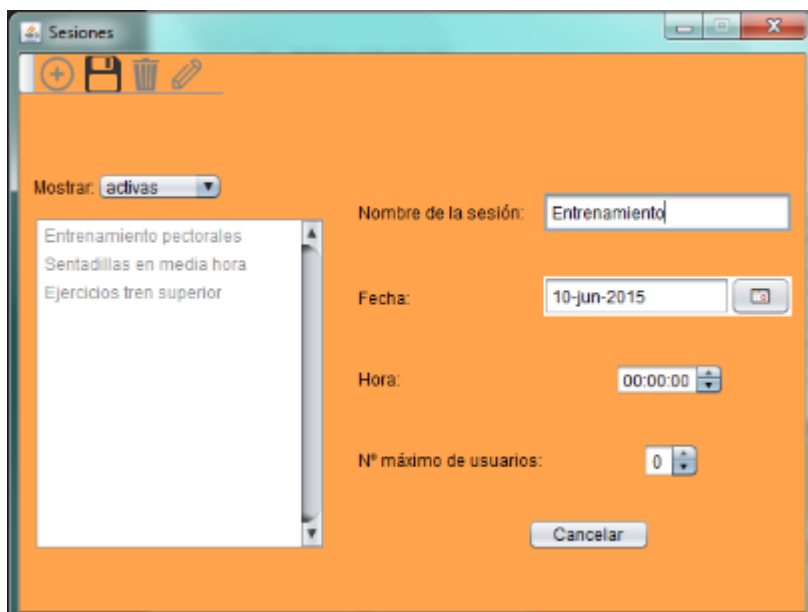 Sesiones
Mostrar: activas
Entrenamiento pectorales
Sentadillas en media hora
Ejercicios tren superior
Nombre de la sesión: Entrenamiento
Fecha: 10-jun-2015
Hora: 00:00:00
Nº máximo de usuarios: 0
Cancelar